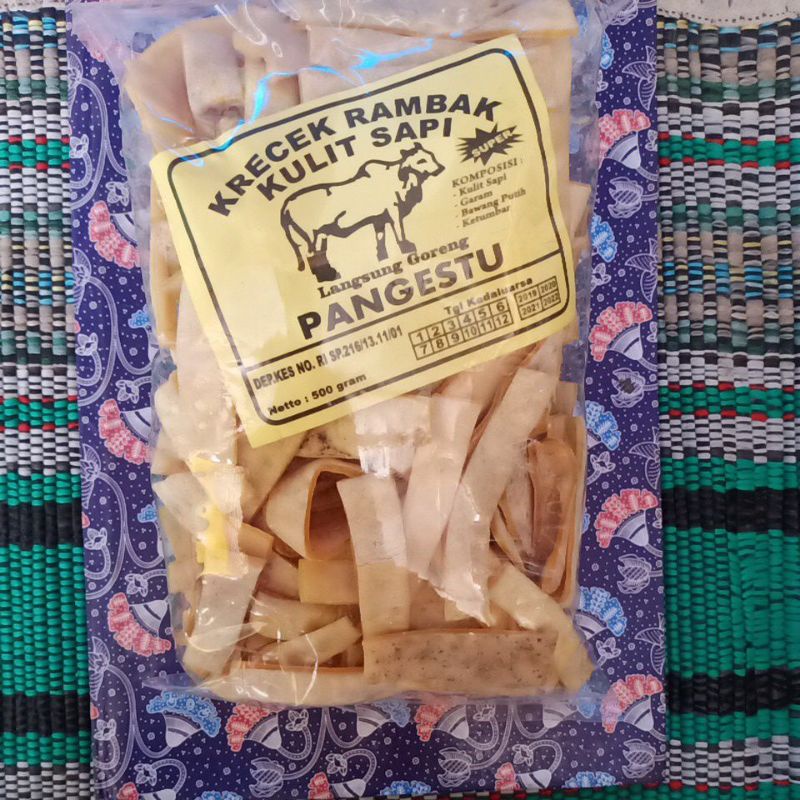 KRECEK RAMBAK
KULIT SAPI
SUPER
KOMPOSISI :
- Kulit Sapi
- Garam
- Bawang Putih
- Ketumbar
Langsung Goreng
PANGESTU
Tgl Kadaluarsa
1 2 3 4 5 6 2019 2020
7 8 9 10 11 12 2021 2022
DEP.KES NO. RI SP.216/13.11/01
Netto : 500 gram